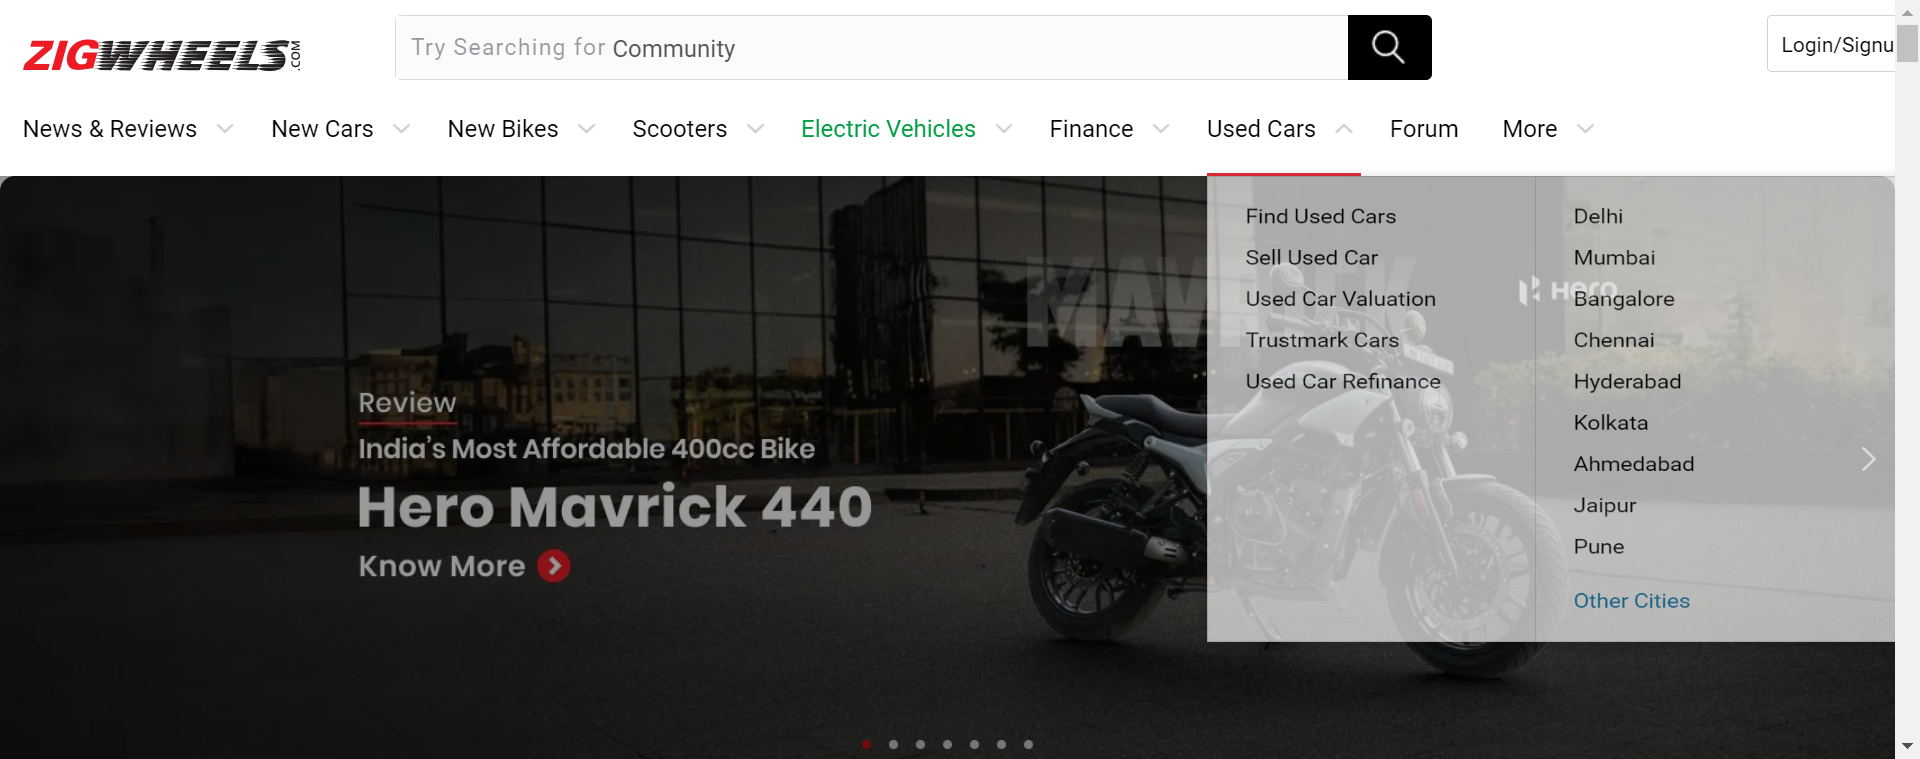 ZIGWHEELS.COM
Try Searching for Community
Login/Signu
News & Reviews
New Cars
New Bikes
Scooters
Electric Vehicles
Finance
Used Cars
Forum
More
Find Used Cars
Sell Used Car
Used Car Valuation
Trustmark Cars
Used Car Refinance
Delhi
Mumbai
Bangalore
Chennai
Hyderabad
Kolkata
Ahmedabad
Jaipur
Pune
Other Cities
MAVRICK
Hero
Review
India's Most Affordable 400cc Bike
Hero Mavrick 440
Know More